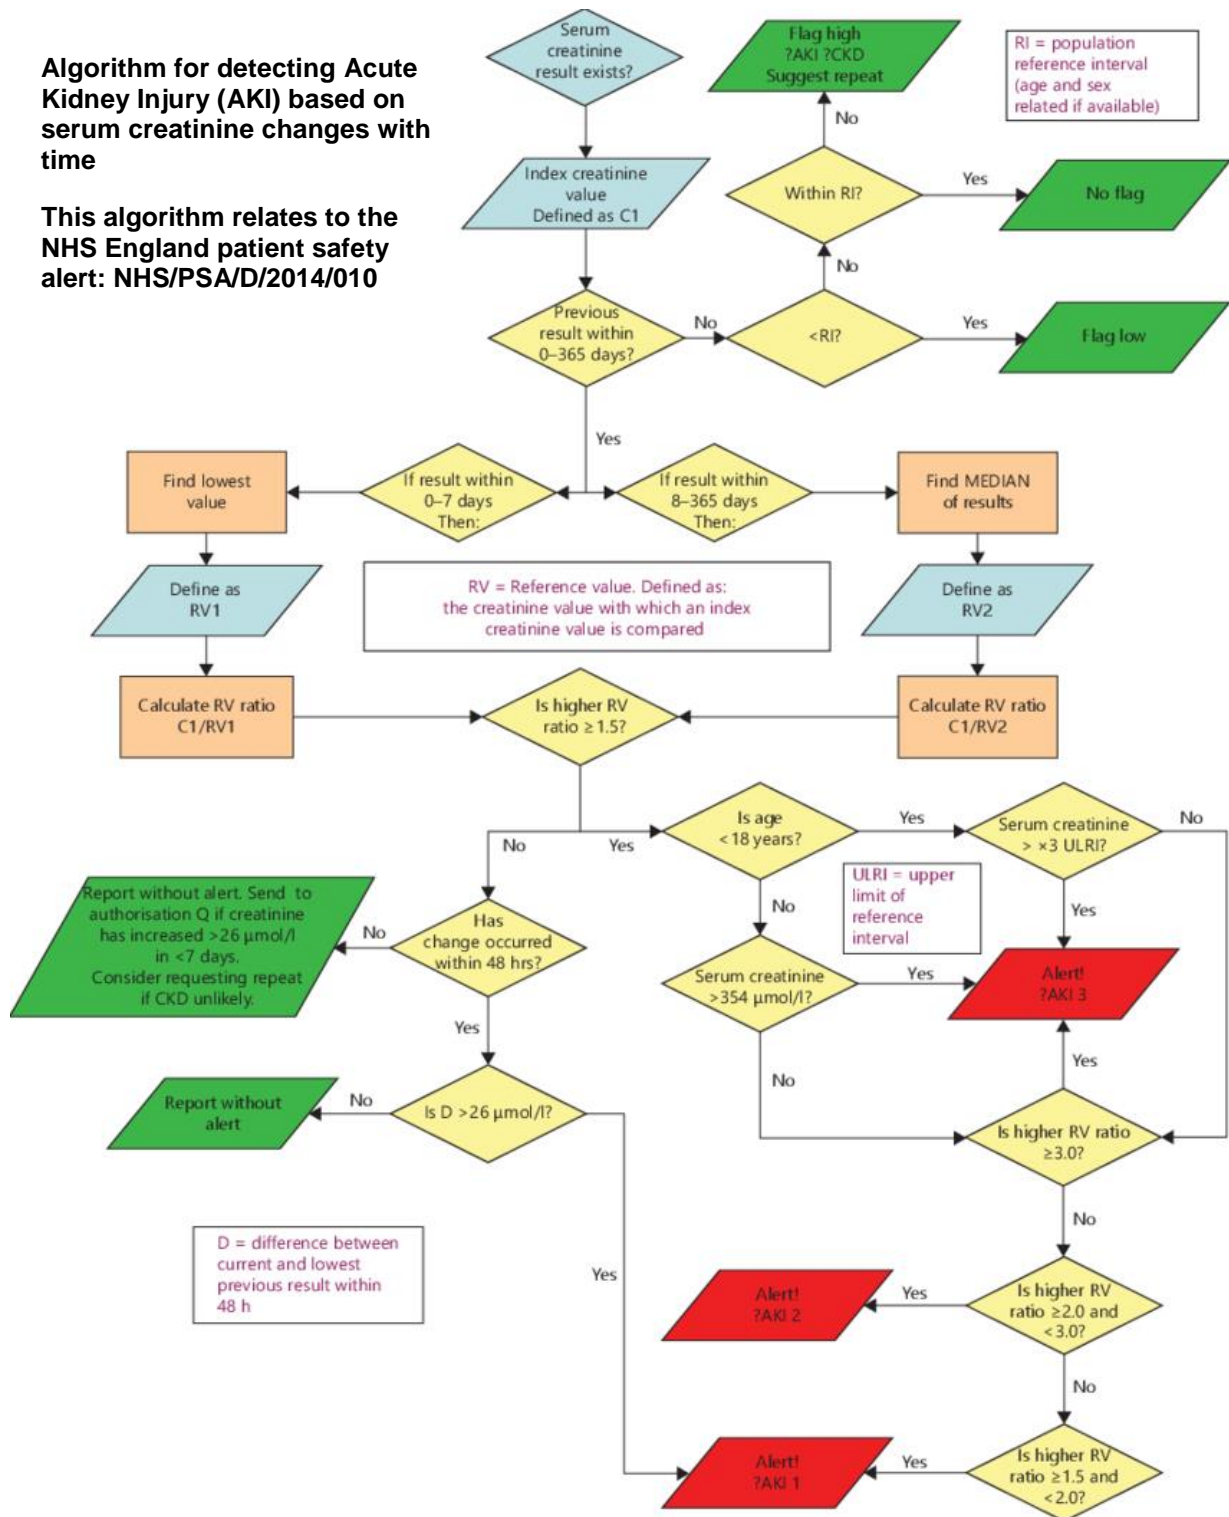 Algorithm for detecting Acute
Kidney Injury (AKI) based on
serum creatinine changes with
time
This algorithm relates to the
NHS England patient safety
alert: NHS/PSA/D/2014/010
Serum
creatinine
result exists?
Flag high
?AKI ?CKD
Suggest repeat
RI = population
reference interval
(age and sex
related if available)
No
Index creatinine
value
Defined as C1
Within RI?
Yes
No flag
No
Previous
result within
0–365 days?
No
<RI?
Yes
Flag low
Yes
Find lowest
value
If result within
0–7 days
Then:
If result within
8–365 days
Then:
Find MEDIAN
of results
Define as
RV1
RV = Reference value. Defined as:
the creatinine value with which an index
creatinine value is compared
Define as
RV2
Calculate RV ratio
C1/RV1
Is higher RV
ratio ≥ 1.5?
Calculate RV ratio
C1/RV2
No
Yes
Is age
< 18 years?
Yes
Serum creatinine
> ×3 ULRI?
No
Report without alert. Send to
authorisation Q if creatinine
has increased >26 µmol/l
in <7 days.
Consider requesting repeat
if CKD unlikely.
No
Has
change occurred
within 48 hrs?
No
ULRI = upper
limit of
reference
interval
Yes
Serum creatinine
>354 µmol/l?
Yes
Alert!
?AKI 3
Yes
No
Yes
Report without
alert
No
Is D >26 µmol/l?
Is higher RV ratio
≥3.0?
No
D = difference between
current and lowest
previous result within
48 h
Yes
Alert!
?AKI 2
Yes
Is higher RV
ratio ≥2.0 and
<3.0?
No
Alert!
?AKI 1
Yes
Is higher RV
ratio ≥1.5 and
<2.0?